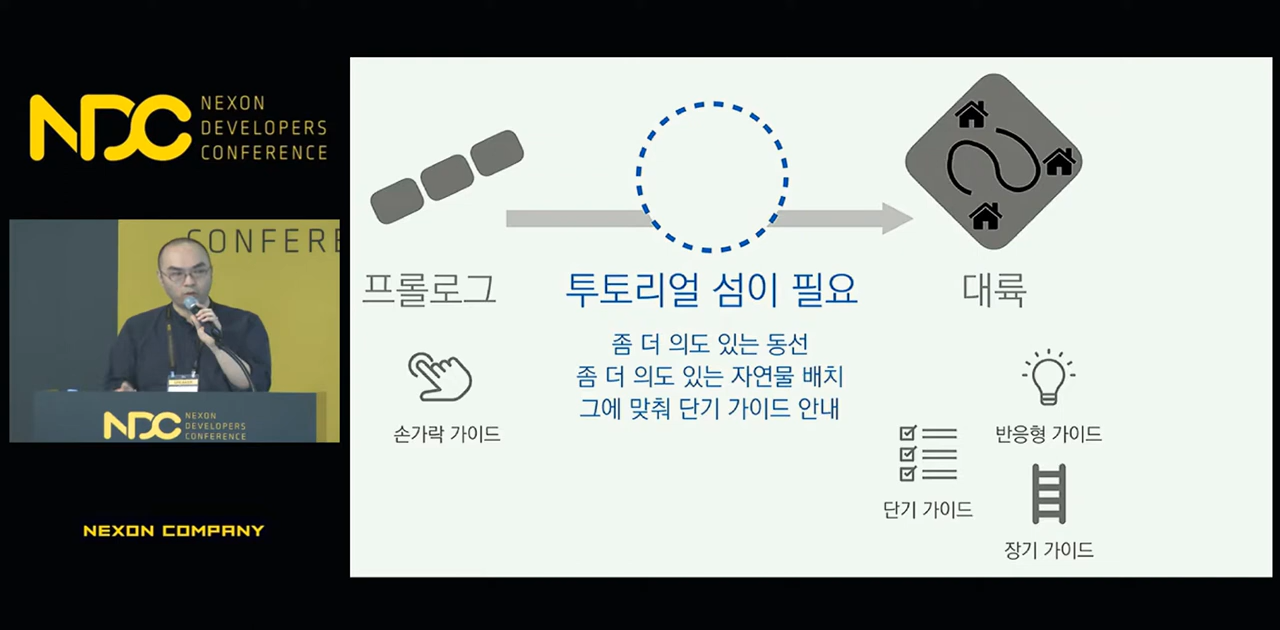 NDC NEXON
DEVELOPERS
CONFERENCE
CONFERE
NDC NEXON
DEVELOPERS
CONFERENCE
NEXON COMPANY
프롤로그
투토리얼 섬이 필요
대륙
좀 더 의도 있는 동선
좀 더 의도 있는 자연물 배치
그에 맞춰 단기 가이드 안내
손가락 가이드
반응형 가이드
단기 가이드
장기 가이드